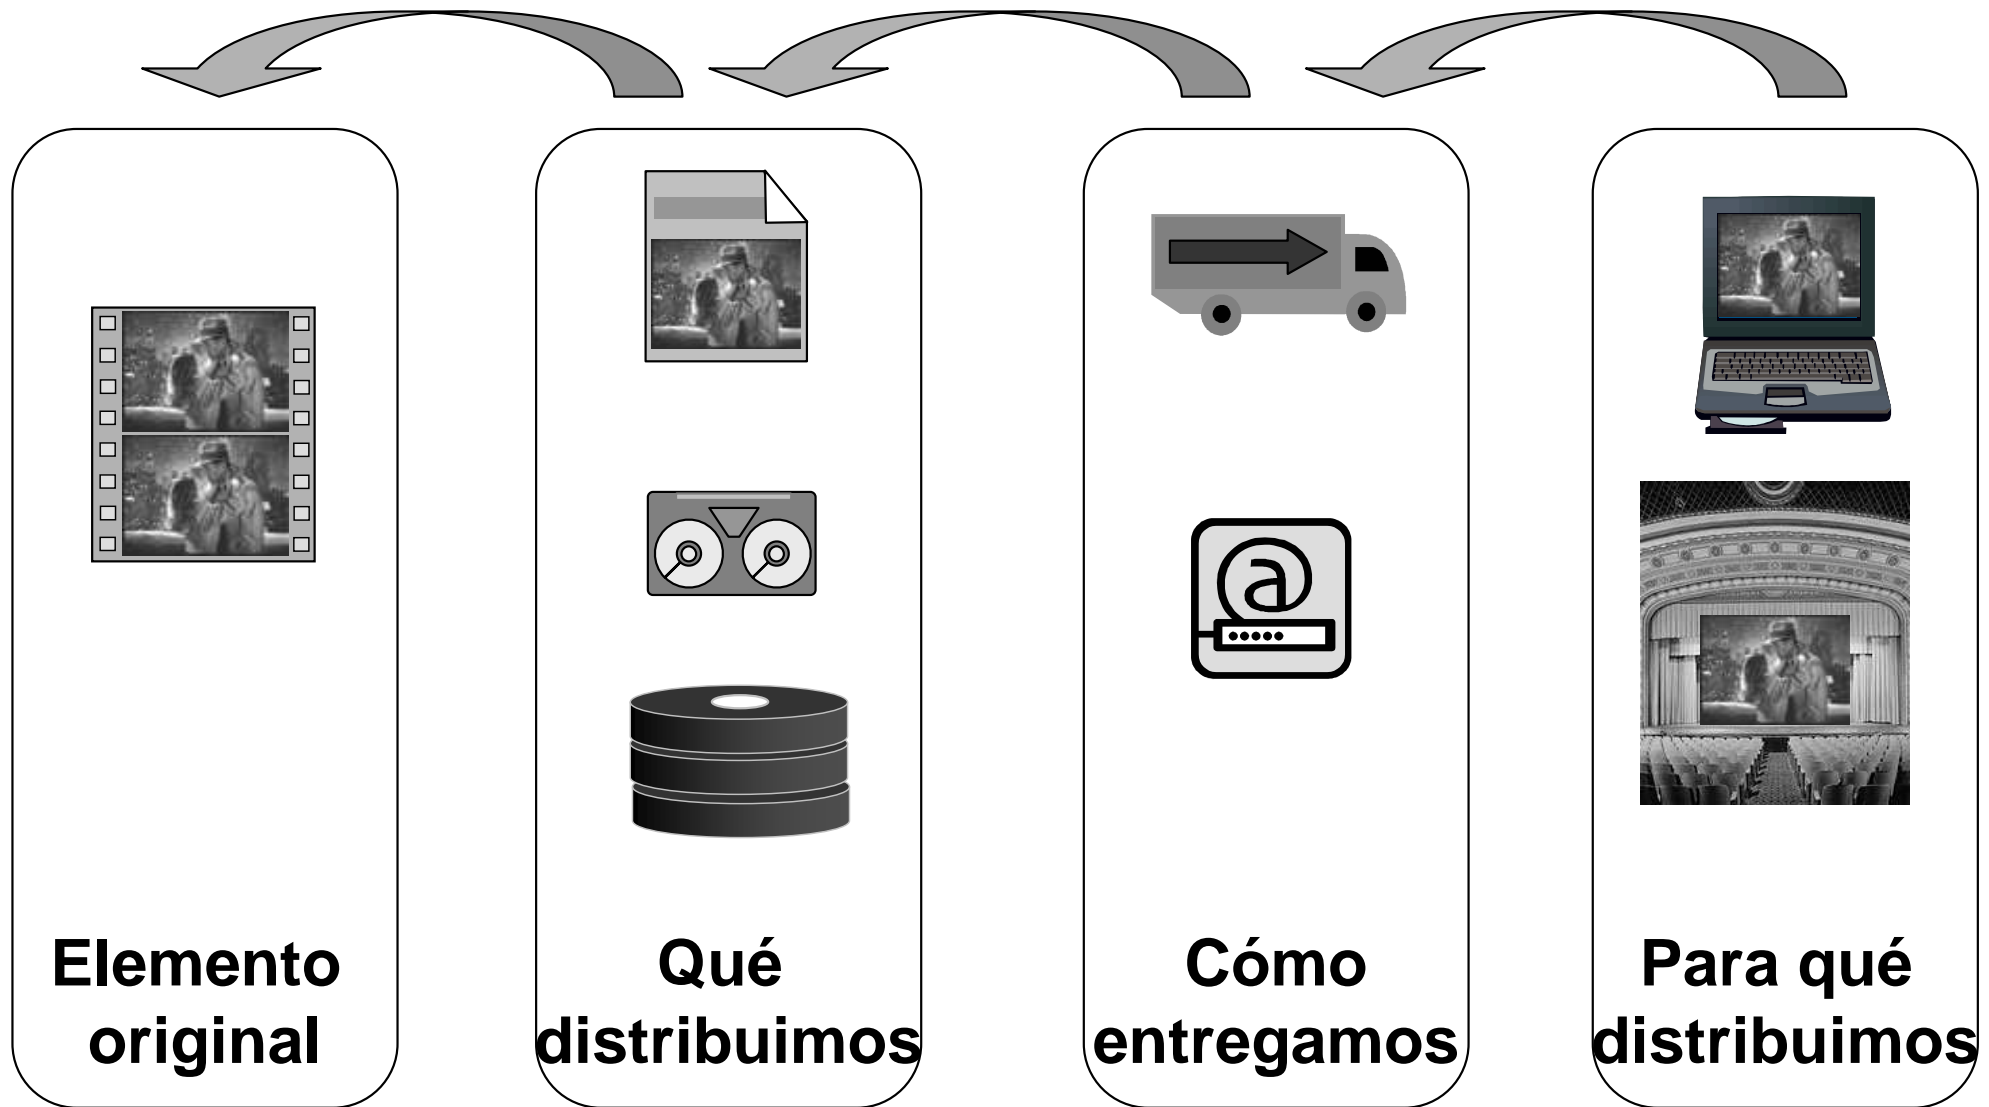 Elemento
original
Qué
distribuimos
Cómo
entregamos
Para qué
distribuimos